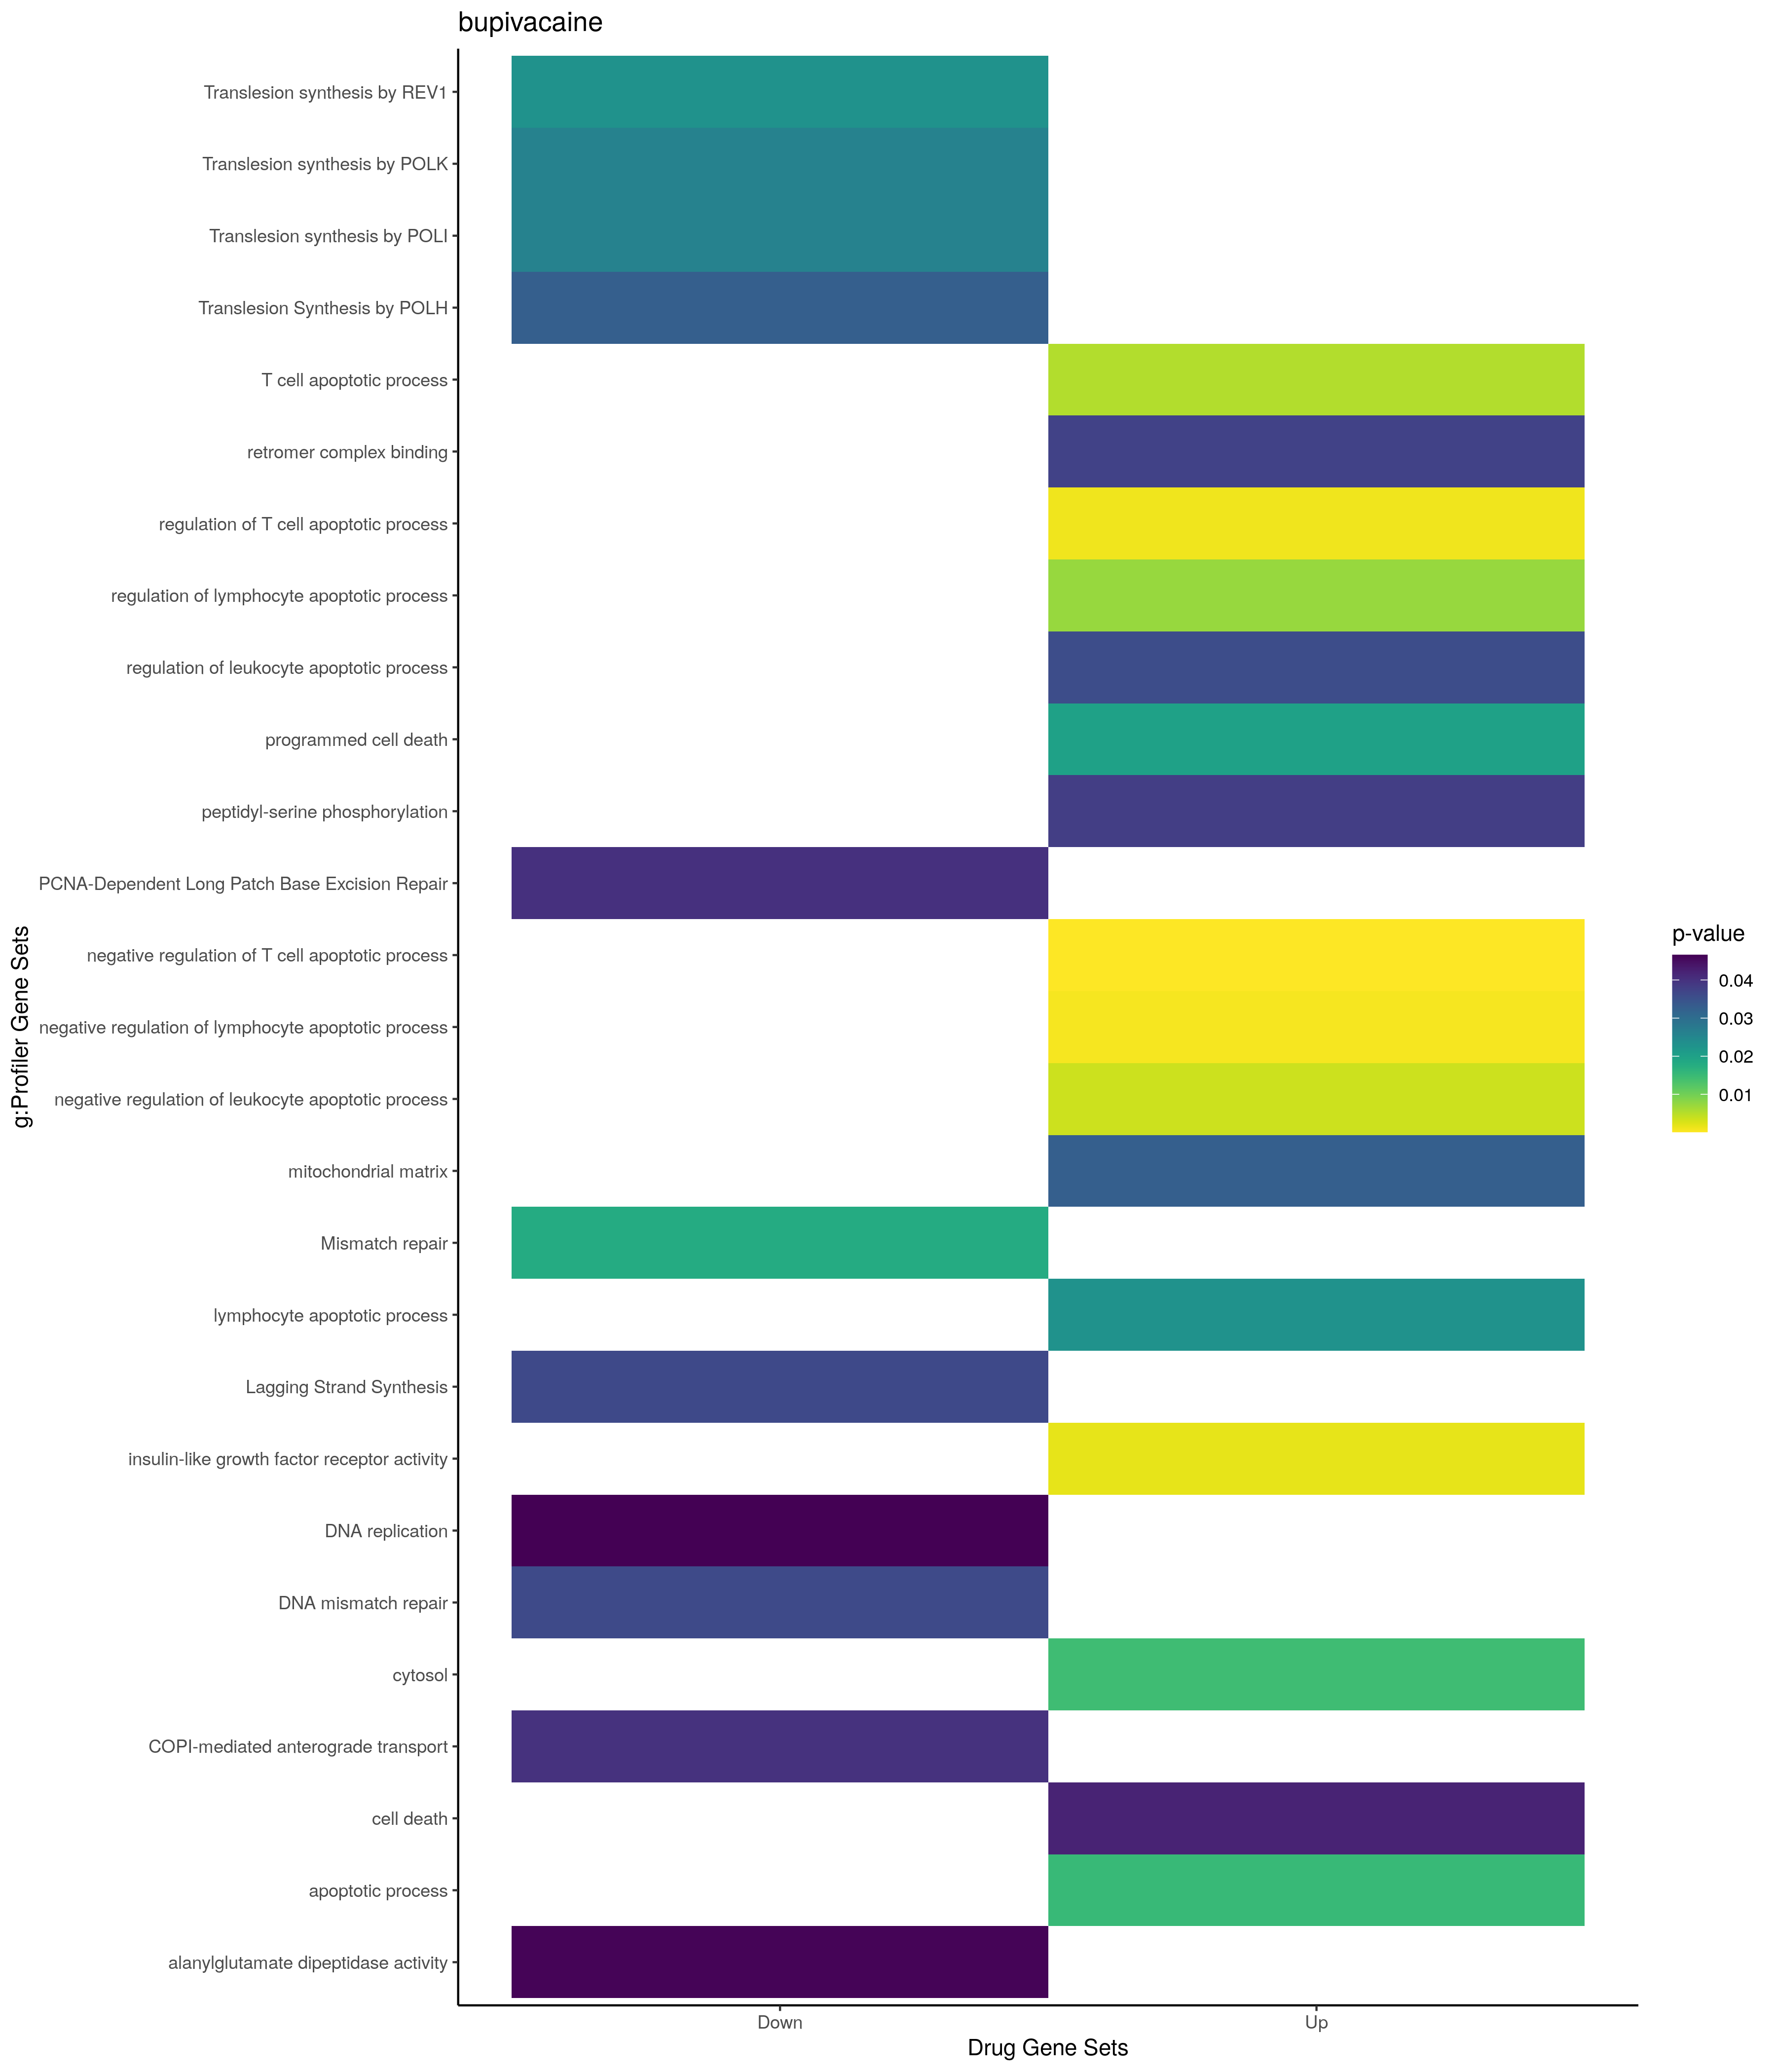 bupivacaine
Translesion synthesis by REV1
Translesion synthesis by POLK
Translesion synthesis by POLI
Translesion Synthesis by POLH
T cell apoptotic process
retromer complex binding
regulation of T cell apoptotic process
regulation of lymphocyte apoptotic process
regulation of leukocyte apoptotic process
programmed cell death
peptidyl-serine phosphorylation
PCNA-Dependent Long Patch Base Excision Repair
negative regulation of T cell apoptotic process
negative regulation of lymphocyte apoptotic process
negative regulation of leukocyte apoptotic process
mitochondrial matrix
Mismatch repair
lymphocyte apoptotic process
Lagging Strand Synthesis
insulin-like growth factor receptor activity
DNA replication
DNA mismatch repair
cytosol
COPI-mediated anterograde transport
cell death
apoptotic process
alanylglutamate dipeptidase activity
g:Profiler Gene Sets
Down
Up
Drug Gene Sets
p-value
0.04
0.03
0.02
0.01